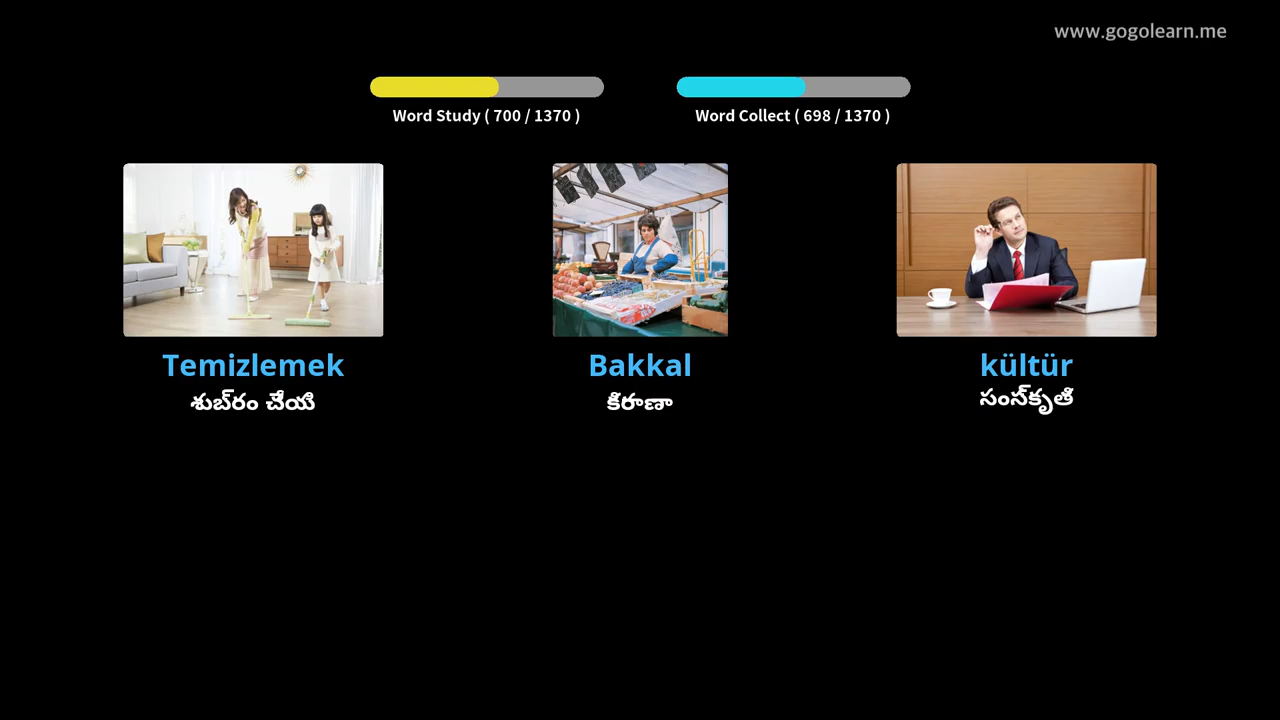 www.gogolearn.me
Word Study ( 700 / 1370 )
Word Collect ( 698 / 1370 )
Temizlemek
శుబ్‌రం చేయి
Bakkal
కిరాణా
kültür
సంస్‌కృతి